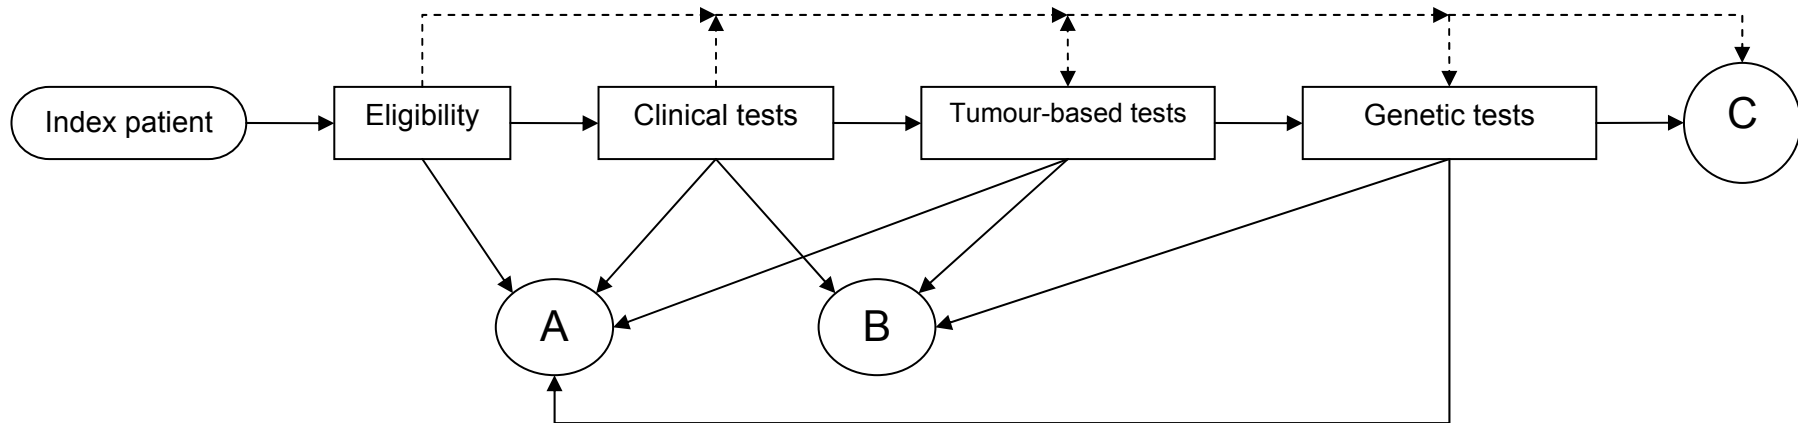 Index patient
Eligibility
Clinical tests
Tumour-based tests
Genetic tests
C
A
B